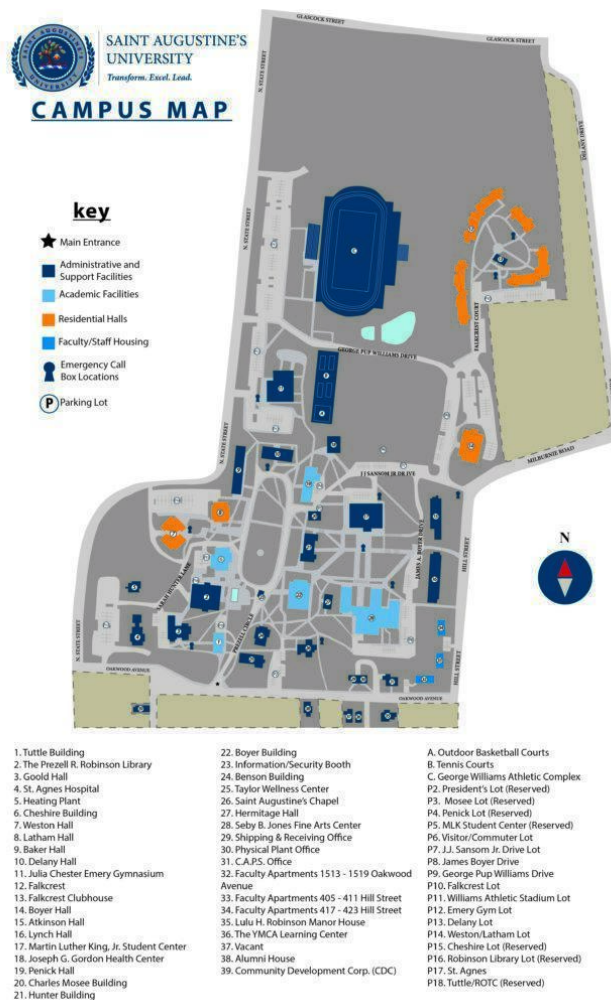 GLASCOCK STREET
GLASCOCK STREET
SAINT AUGUSTINE'S
UNIVERSITY
Transform. Excel. Lead.
CAMPUS MAP
N. STATE STREET
DELANY DRIVE
key
Main Entrance
Administrative and
Support Facilities
Academic Facilities
Residential Halls
Faculty/Staff Housing
Emergency Call
Box Locations
P Parking Lot
N. STATE STREET
FALKCREST COURT
GEORGE PUP WILLIAMS DRIVE
N. STATE STREET
MILBURNIE ROAD
JJ SANSOM JR DRIVE
N
JAMES A. BOYER DRIVE
HILL STREET
SARAH HUNTER LANE
PREZELL CIRCLE
N. STATE STREET
HILL STREET
OAKWOOD AVENUE
OAKWOOD AVENUE
1. Tuttle Building
2. The Prezell R. Robinson Library
3. Goold Hall
4. St. Agnes Hospital
5. Heating Plant
6. Cheshire Building
7. Weston Hall
8. Latham Hall
9. Baker Hall
10. Delany Hall
11. Julia Chester Emery Gymnasium
12. Falkcrest
13. Falkcrest Clubhouse
14. Boyer Hall
15. Atkinson Hall
16. Lynch Hall
17. Martin Luther King, Jr. Student Center
18. Joseph G. Gordon Health Center
19. Penick Hall
20. Charles Mosee Building
21. Hunter Building
22. Boyer Building
23. Information/Security Booth
24. Benson Building
25. Taylor Wellness Center
26. Saint Augustine's Chapel
27. Hermitage Hall
28. Seby B. Jones Fine Arts Center
29. Shipping & Receiving Office
30. Physical Plant Office
31. C.A.P.S. Office
32. Faculty Apartments 1513 - 1519 Oakwood
Avenue
33. Faculty Apartments 405 - 411 Hill Street
34. Faculty Apartments 417 - 423 Hill Street
35. Lulu H. Robinson Manor House
36. The YMCA Learning Center
37. Vacant
38. Alumni House
39. Community Development Corp. (CDC)
A. Outdoor Basketball Courts
B. Tennis Courts
C. George Williams Athletic Complex
P2. President's Lot (Reserved)
P3. Mosee Lot (Reserved)
P4. Penick Lot (Reserved)
P5. MLK Student Center (Reserved)
P6. Visitor/Commuter Lot
P7. J.J. Sansom Jr. Drive Lot
P8. James Boyer Drive
P9. George Pup Williams Drive
P10. Falkcrest Lot
P11. Williams Athletic Stadium Lot
P12. Emery Gym Lot
P13. Delany Lot
P14. Weston/Latham Lot
P15. Cheshire Lot (Reserved)
P16. Robinson Library Lot (Reserved)
P17. St. Agnes
P18. Tuttle/ROTC (Reserved)